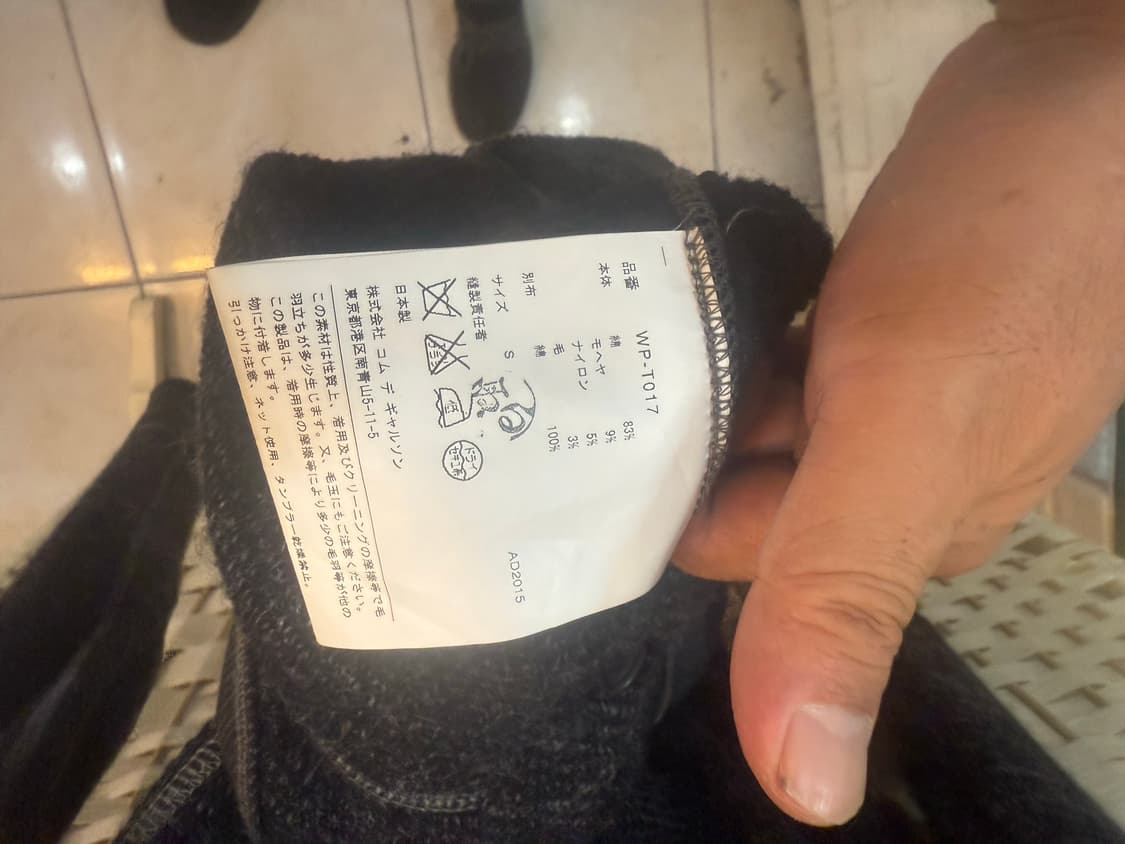 品番 WP-T017
本体 綿 83%
モヘヤ 9%
ナイロン 5%
毛 3%
別布 綿 100%
サイズ S AD2015
縫製責任者
低 ドライ セキユ系
日本製
株式会社 コム デ ギャルソン
東京都港区南青山5-11-5
この素材は性質上、着用及びクリーニングの摩擦等で毛
羽立ちが多少生じます。又、毛玉にもご注意ください。
この製品は、着用時の摩擦等により多少の毛羽等が他の
物に付着します。
引っかけ注意、ネット使用、タンブラー乾燥禁止。